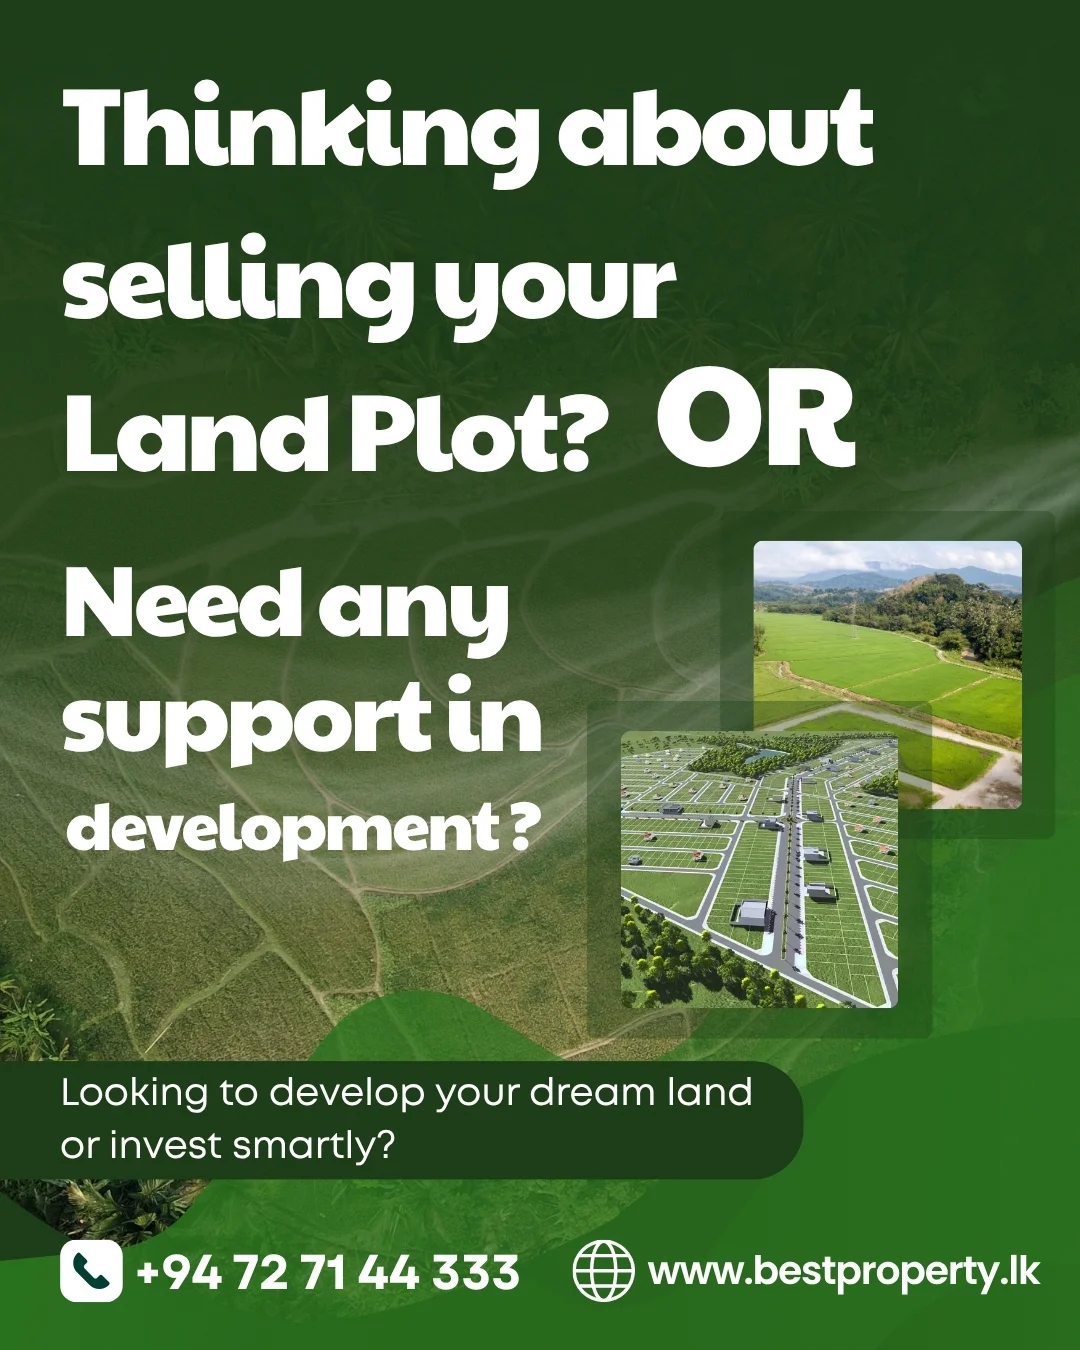 Thinking about
selling your
Land Plot? OR
Need any
support in
development ?
Looking to develop your dream land
or invest smartly?
+94 72 71 44 333
www.bestproperty.lk